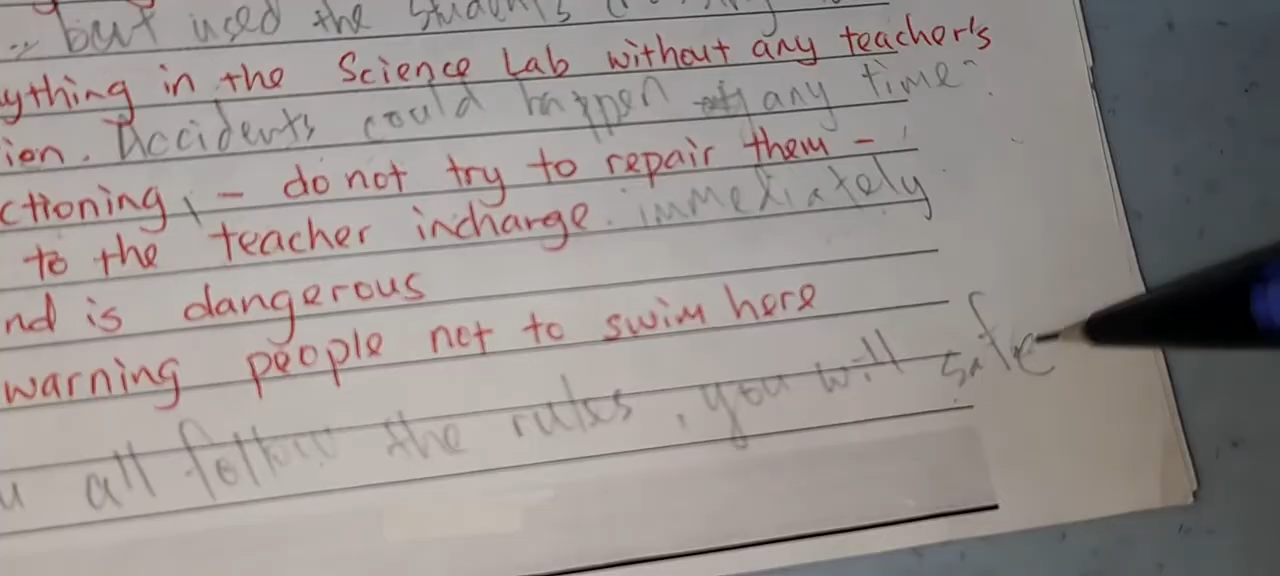 but used the students
ything in the Science Lab without any teacher's
ion. Accidents could happen any time.
ctioning, - do not try to repair them -
to the teacher incharge. immediately
nd is dangerous
warning people not to swim here
u all follow the rules, you will safe